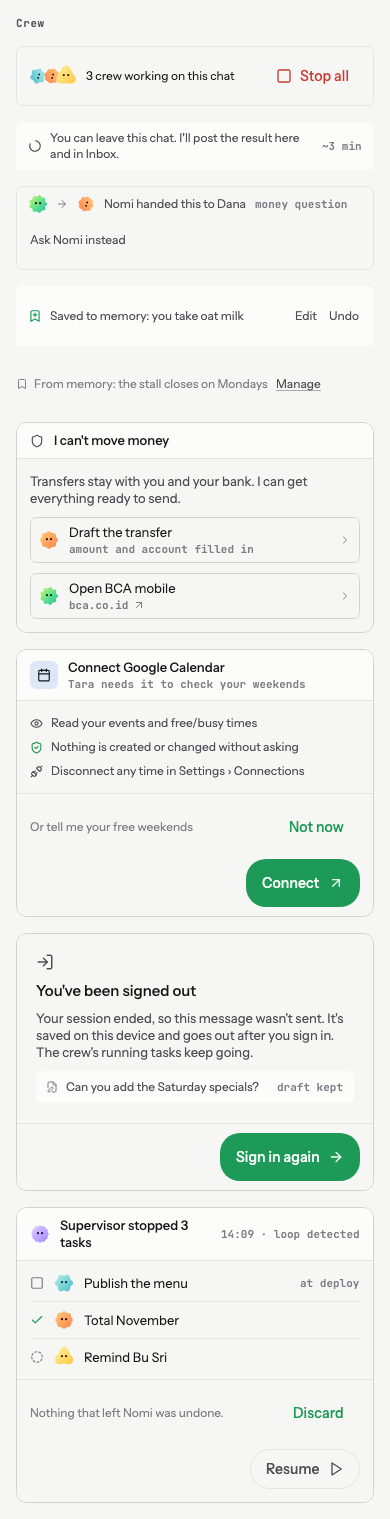 Crew
3 crew working on this chat
Stop all
You can leave this chat. I'll post the result here
and in Inbox.
~3 min
Nomi handed this to Dana money question
Ask Nomi instead
Saved to memory: you take oat milk
Edit Undo
From memory: the stall closes on Mondays Manage
I can't move money
Transfers stay with you and your bank. I can get
everything ready to send.
Draft the transfer
amount and account filled in
Open BCA mobile
bca.co.id
Connect Google Calendar
Tara needs it to check your weekends
Read your events and free/busy times
Nothing is created or changed without asking
Disconnect any time in Settings › Connections
Or tell me your free weekends
Not now
Connect
You've been signed out
Your session ended, so this message wasn't sent. It's
saved on this device and goes out after you sign in.
The crew's running tasks keep going.
Can you add the Saturday specials? draft kept
Sign in again
Supervisor stopped 3
tasks
14:09 · loop detected
Publish the menu
at deploy
Total November
Remind Bu Sri
Nothing that left Nomi was undone.
Discard
Resume